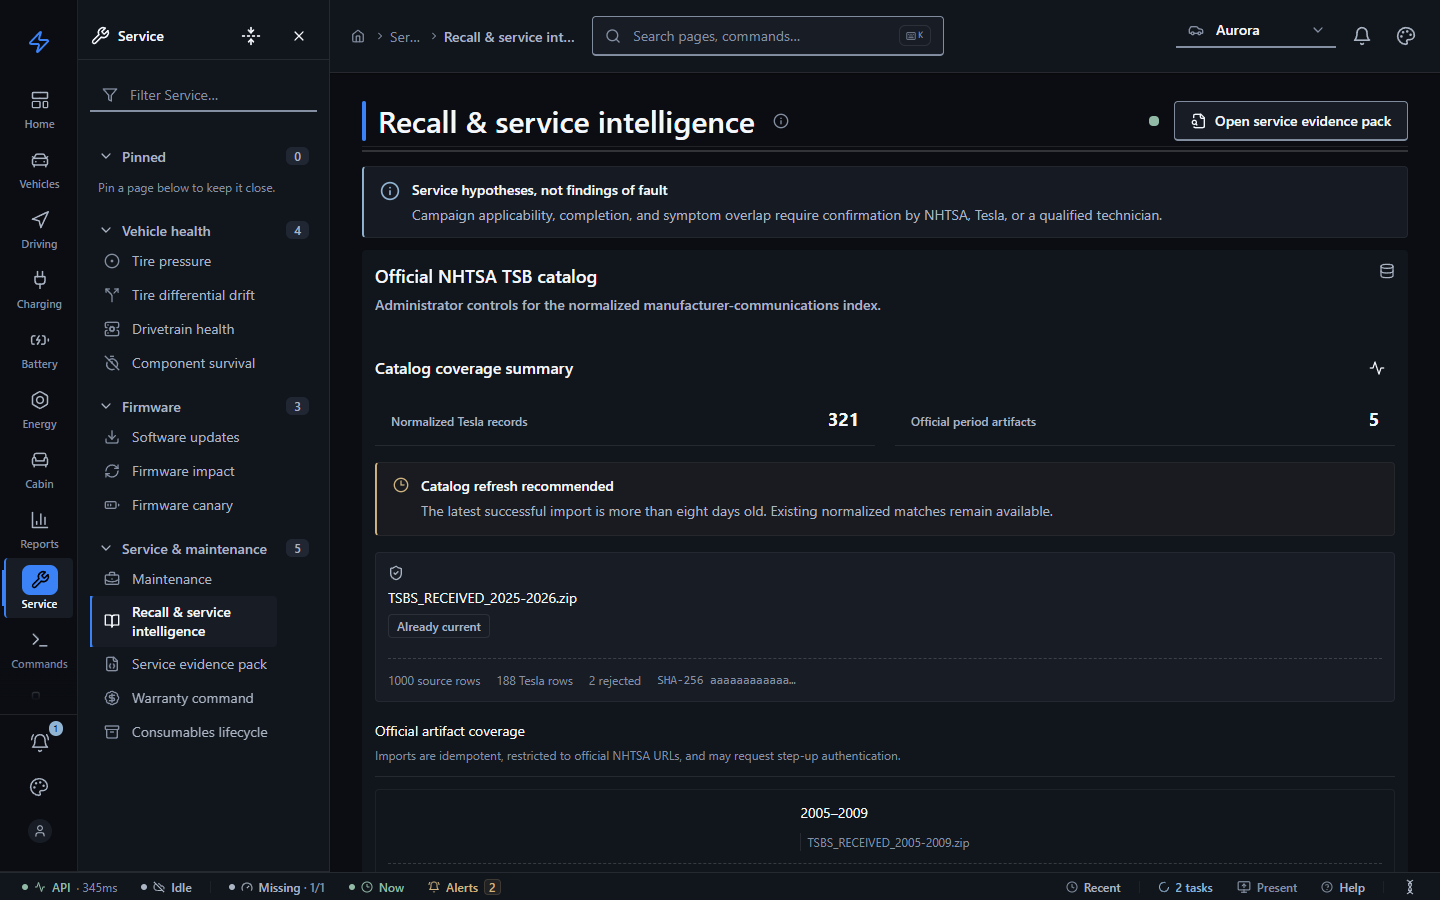 Home
Vehicles
Driving
Charging
Battery
Energy
Cabin
Reports
Service
Commands
1
Service
Filter Service...
Pinned
0
Pin a page below to keep it close.
Vehicle health
4
Tire pressure
Tire differential drift
Drivetrain health
Component survival
Firmware
3
Software updates
Firmware impact
Firmware canary
Service & maintenance
5
Maintenance
Recall & service
intelligence
Service evidence pack
Warranty command
Consumables lifecycle
Ser...
Recall & service int...
Search pages, commands...
K
Aurora
Recall & service intelligence
Open service evidence pack
Service hypotheses, not findings of fault
Campaign applicability, completion, and symptom overlap require confirmation by NHTSA, Tesla, or a qualified technician.
Official NHTSA TSB catalog
Administrator controls for the normalized manufacturer-communications index.
Catalog coverage summary
Normalized Tesla records
321
Official period artifacts
5
Catalog refresh recommended
The latest successful import is more than eight days old. Existing normalized matches remain available.
TSBS_RECEIVED_2025-2026.zip
Already current
1000 source rows
188 Tesla rows
2 rejected
SHA-256 aaaaaaaaaaaa…
Official artifact coverage
Imports are idempotent, restricted to official NHTSA URLs, and may request step-up authentication.
2005–2009
TSBS_RECEIVED_2005-2009.zip
API · 345ms
Idle
Missing · 1/1
Now
Alerts 2
Recent
2 tasks
Present
Help